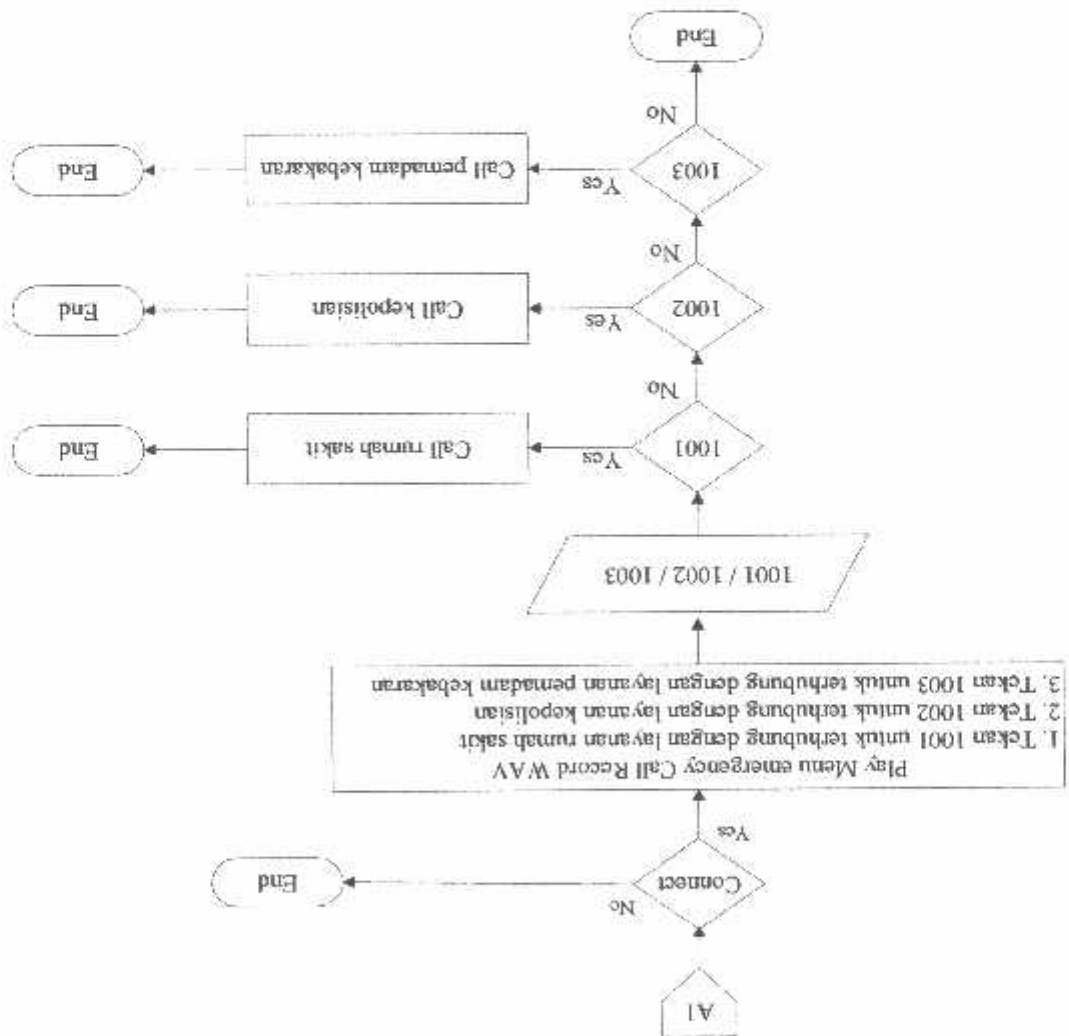 A1
Connect
No
End
Yes
Play Menu emergency Call Record WAV
1. Tekan 1001 untuk terhubung dengan layanan rumah sakit
2. Tekan 1002 untuk terhubung dengan layanan kepolisian
3. Tekan 1003 untuk terhubung dengan layanan pemadam kebakaran
1001 / 1002 / 1003
1001
Yes
Call rumah sakit
End
No
1002
Yes
Call kepolisian
End
No
1003
Yes
Call pemadam kebakaran
End
No
End